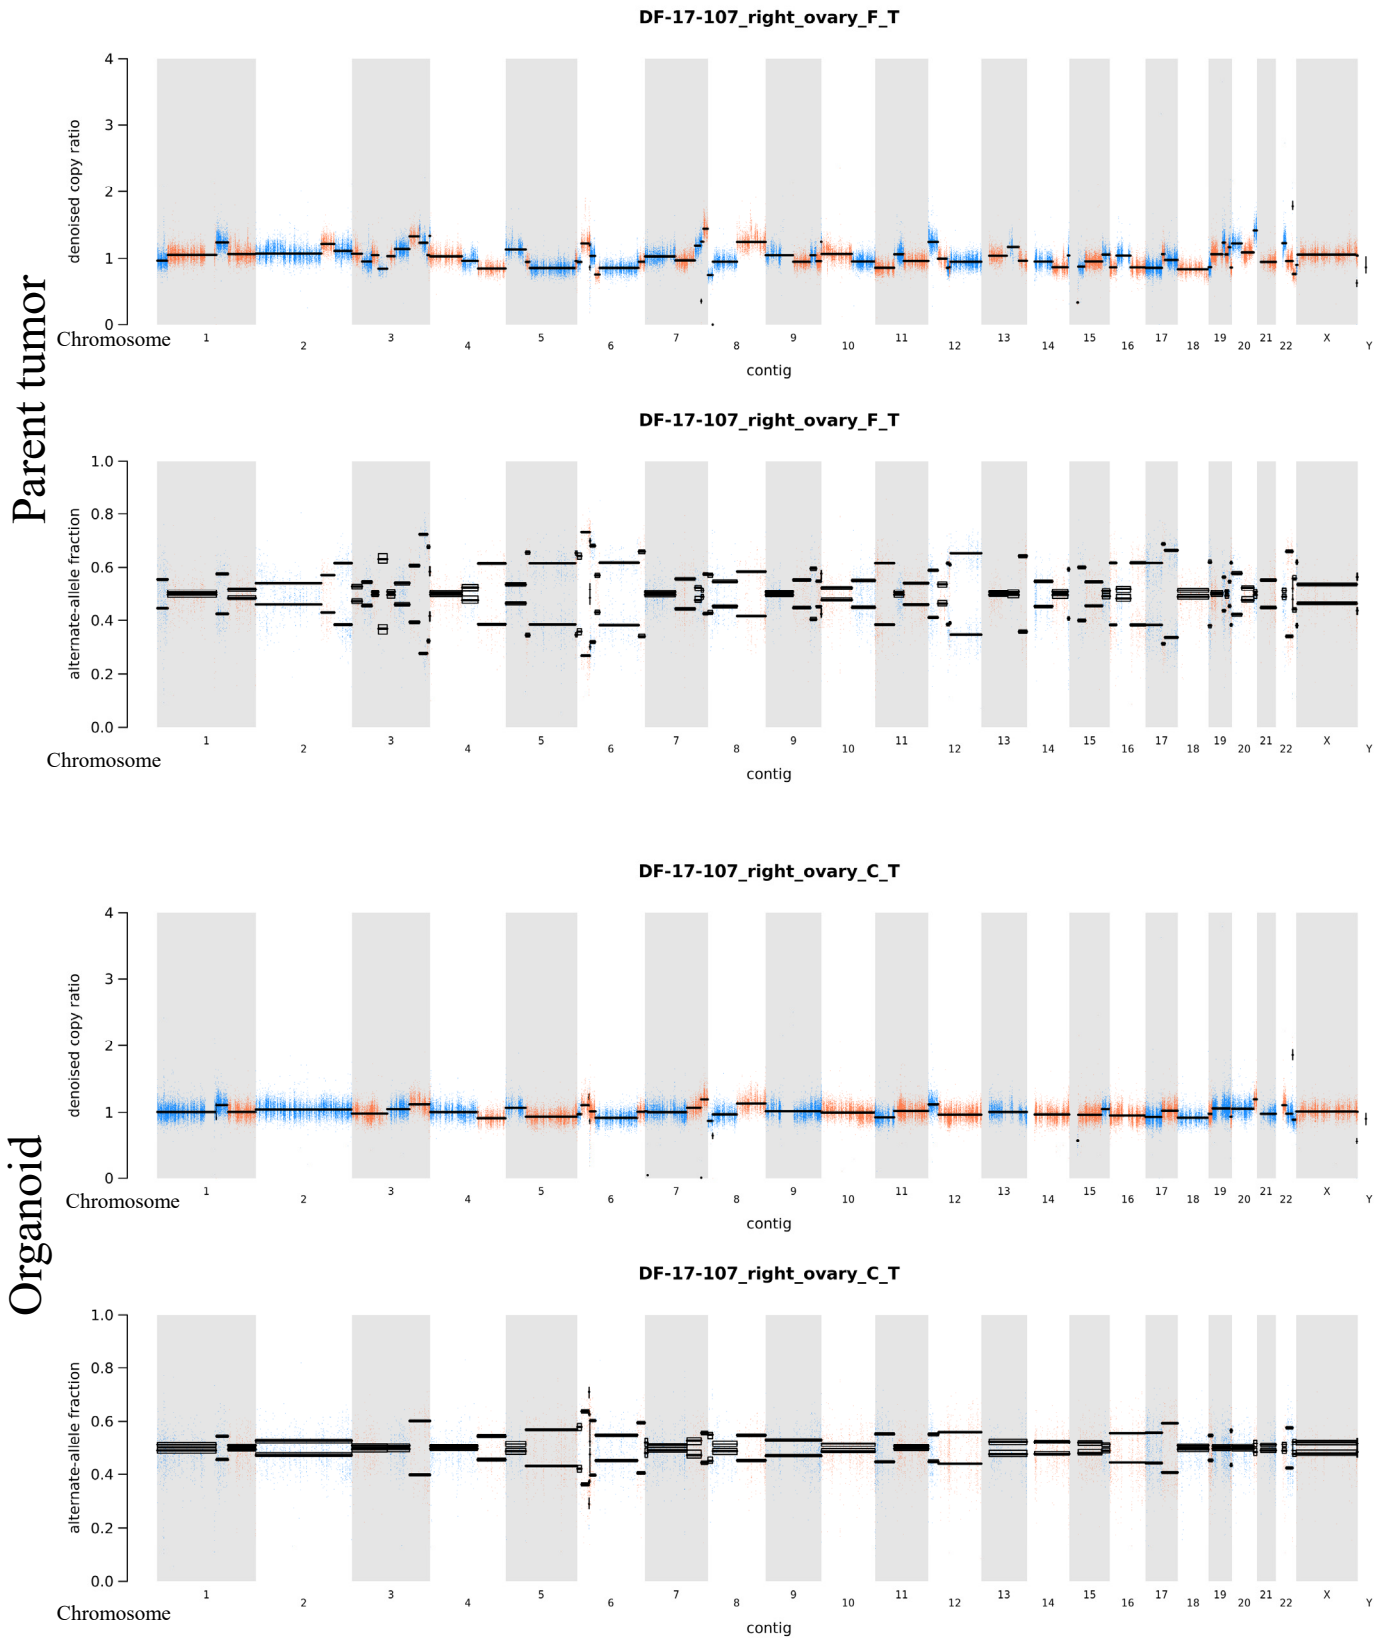 DF-17-107_right_ovary_F_T
Parent tumor
denoised copy ratio
4
3
2
1
0
Chromosome
1 2 3 4 5 6 7 8 9 10 11 12 13 14 15 16 17 18 19 20 21 22 X Y
contig
DF-17-107_right_ovary_F_T
alternate-allele fraction
1.0
0.8
0.6
0.4
0.2
0.0
1 2 3 4 5 6 7 8 9 10 11 12 13 14 15 16 17 18 19 20 21 22 X Y
Chromosome
contig
DF-17-107_right_ovary_C_T
Organoid
denoised copy ratio
4
3
2
1
0
1 2 3 4 5 6 7 8 9 10 11 12 13 14 15 16 17 18 19 20 21 22 X Y
Chromosome
contig
DF-17-107_right_ovary_C_T
alternate-allele fraction
1.0
0.8
0.6
0.4
0.2
0.0
1 2 3 4 5 6 7 8 9 10 11 12 13 14 15 16 17 18 19 20 21 22 X Y
Chromosome
contig